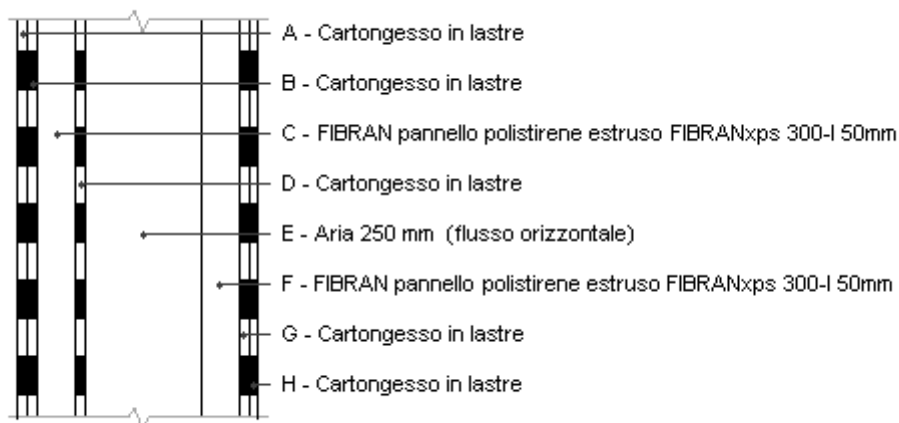 A - Cartongesso in lastre
B - Cartongesso in lastre
C - FIBRAN pannello polistirene estruso FIBRANxps 300-I 50mm
D - Cartongesso in lastre
E - Aria 250 mm (flusso orizzontale)
F - FIBRAN pannello polistirene estruso FIBRANxps 300-I 50mm
G - Cartongesso in lastre
H - Cartongesso in lastre